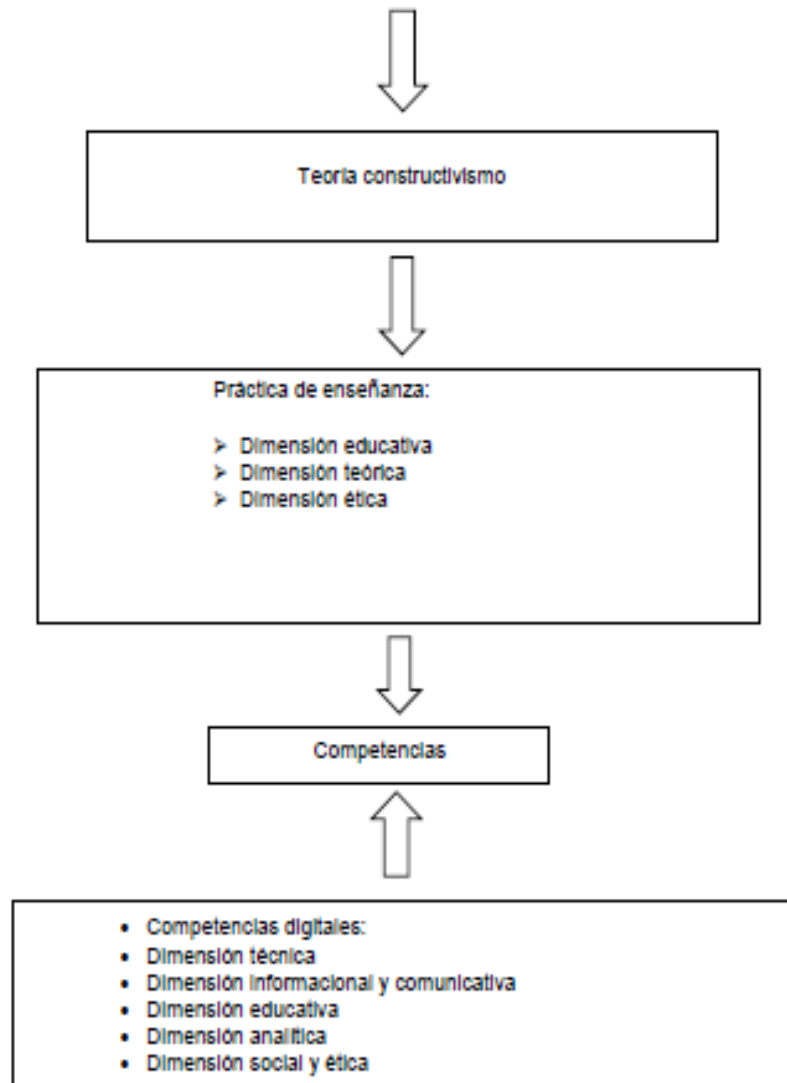 Teoría constructivismo
Práctica de enseñanza:
➢ Dimensión educativa
➢ Dimensión teórica
➢ Dimensión ética
Competencias
• Competencias digitales:
• Dimensión técnica
• Dimensión informacional y comunicativa
• Dimensión educativa
• Dimensión analítica
• Dimensión social y ética